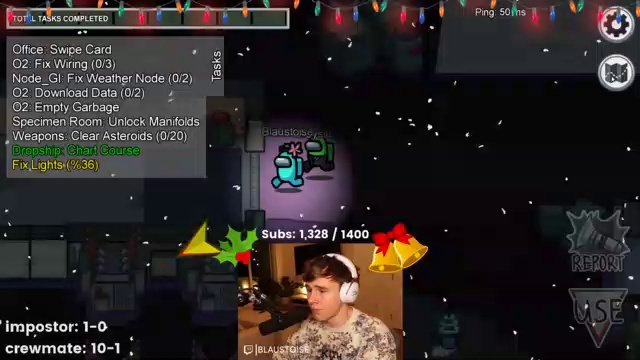 TOTAL TASKS COMPLETED
Ping: 50 ms
Office: Swipe Card
O2: Fix Wiring (0/3)
Node_GI: Fix Weather Node (0/2)
O2: Download Data (0/2)
O2: Empty Garbage
Specimen Room: Unlock Manifolds
Weapons: Clear Asteroids (0/20)
Dropship: Chart Course
Fix Lights (%36)
Tasks
Blaustoise
Subs: 1,328 / 1400
REPORT
USE
impostor: 1-0
crewmate: 10-1
BLAUSTOISE